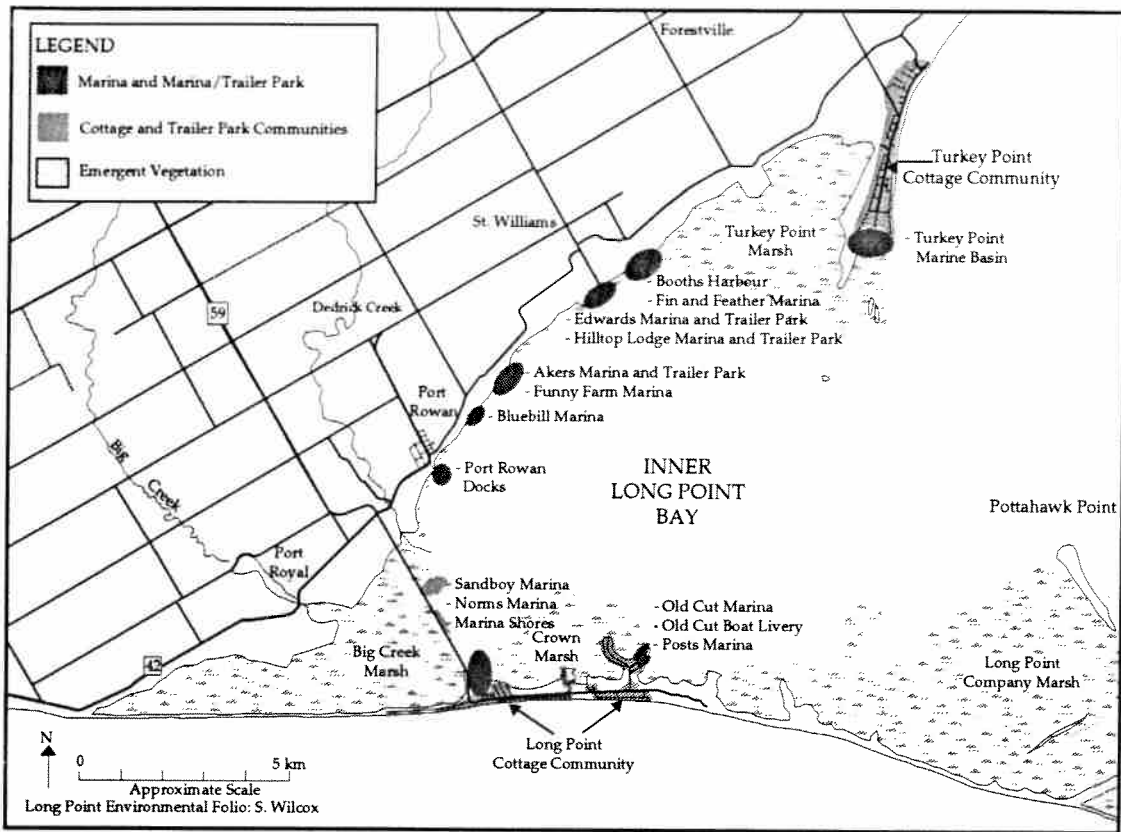 LEGEND
Marina and Marina/Trailer Park
Cottage and Trailer Park Communities
Emergent Vegetation
Forestville
Turkey Point
Cottage Community
St. Williams
Turkey Point
Marsh
- Turkey Point
Marine Basin
- Booths Harbour
- Fin and Feather Marina
- Edwards Marina and Trailer Park
- Hilltop Lodge Marina and Trailer Park
59
Dedrick Creek
- Akers Marina and Trailer Park
- Funny Farm Marina
Port
Rowan
- Bluebill Marina
Big
Creek
- Port Rowan
Docks
INNER
LONG POINT
BAY
Pottahawk Point
Port
Royal
Sandboy Marina
- Norms Marina
- Marina Shores
- Old Cut Marina
- Old Cut Boat Livery
- Posts Marina
Crown
Marsh
Big Creek
Marsh
42
Long Point
Company Marsh
Long Point
Cottage Community
N
0 5 km
Approximate Scale
Long Point Environmental Folio: S. Wilcox